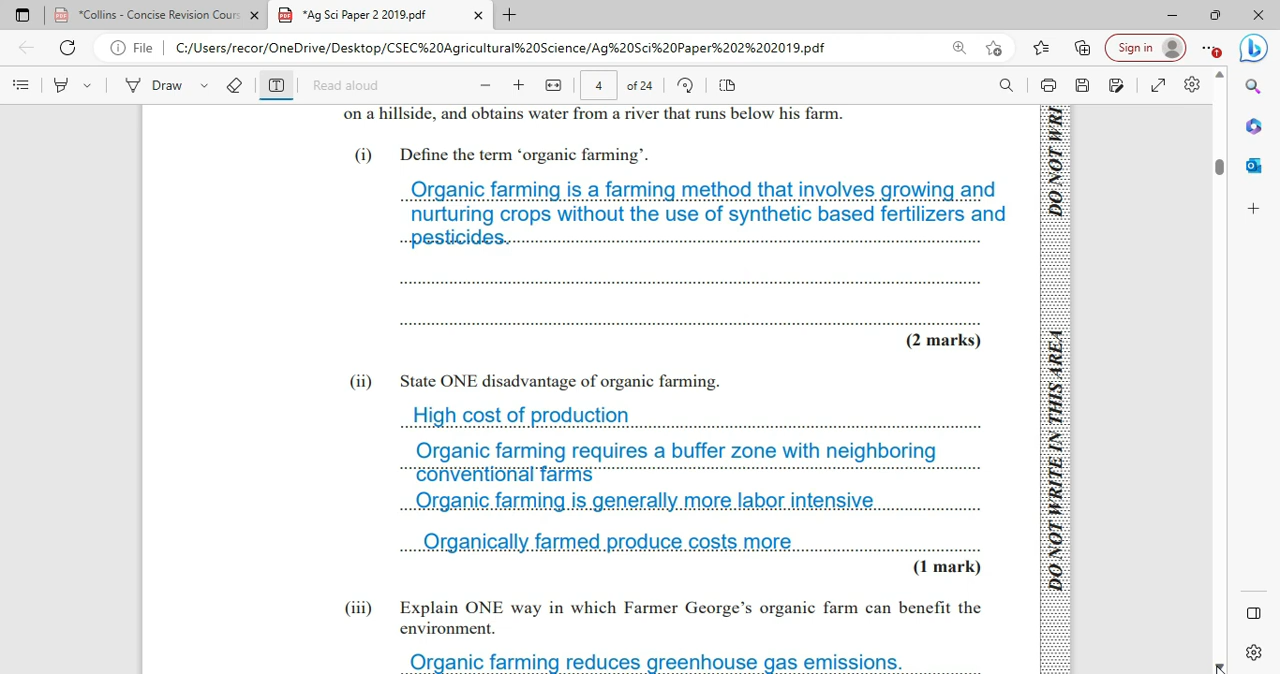 *Collins - Concise Revision Cours
*Ag Sci Paper 2 2019.pdf
File
C:/Users/recor/OneDrive/Desktop/CSEC%20Agricultural%20Science/Ag%20Sci%20Paper%202%202019.pdf
Sign in
Draw
Read aloud
4 of 24
on a hillside, and obtains water from a river that runs below his farm.
(i) Define the term ‘organic farming’.
Organic farming is a farming method that involves growing and
nurturing crops without the use of synthetic based fertilizers and
pesticides.
(2 marks)
(ii) State ONE disadvantage of organic farming.
High cost of production
Organic farming requires a buffer zone with neighboring
conventional farms
Organic farming is generally more labor intensive
Organically farmed produce costs more
(1 mark)
(iii) Explain ONE way in which Farmer George’s organic farm can benefit the
environment.
Organic farming reduces greenhouse gas emissions.
DO NOT WRI
DO NOT WRITE IN THIS AREA